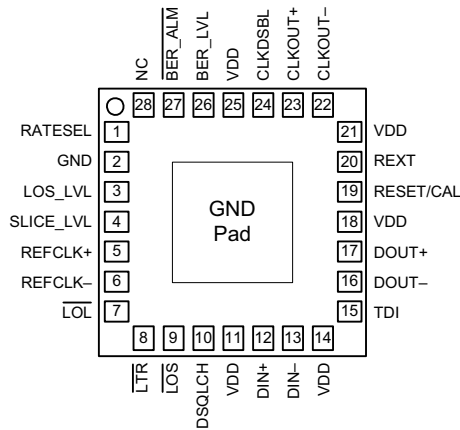 NC
BER_ALM
BER_LVL
VDD
CLKDSBL
CLKOUT+
CLKOUT–
28 27 26 25 24 23 22
RATESEL 1
GND 2
LOS_LVL 3
SLICE_LVL 4
REFCLK+ 5
REFCLK– 6
LOL 7
GND
Pad
21 VDD
20 REXT
19 RESET/CAL
18 VDD
17 DOUT+
16 DOUT–
15 TDI
8 9 10 11 12 13 14
LTR
LOS
DSQLCH
VDD
DIN+
DIN–
VDD